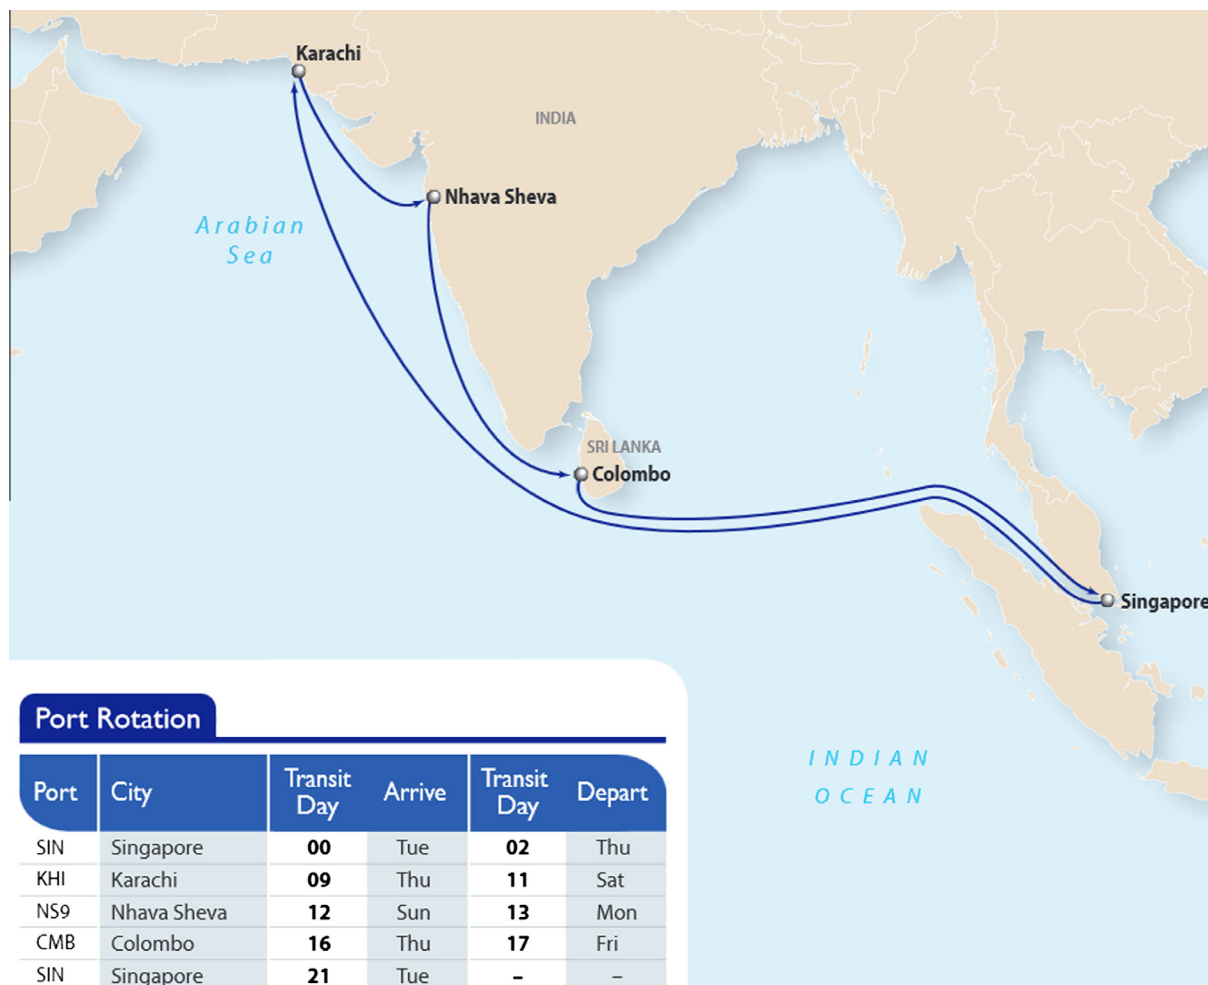 Karachi
INDIA
Nhava Sheva
Arabian
Sea
SRI LANKA
Colombo
Singapore
Port Rotation
Port City Transit Day Arrive Transit Day Depart
SIN Singapore 00 Tue 02 Thu
KHI Karachi 09 Thu 11 Sat
NS9 Nhava Sheva 12 Sun 13 Mon
CMB Colombo 16 Thu 17 Fri
SIN Singapore 21 Tue – –
INDIAN
OCEAN